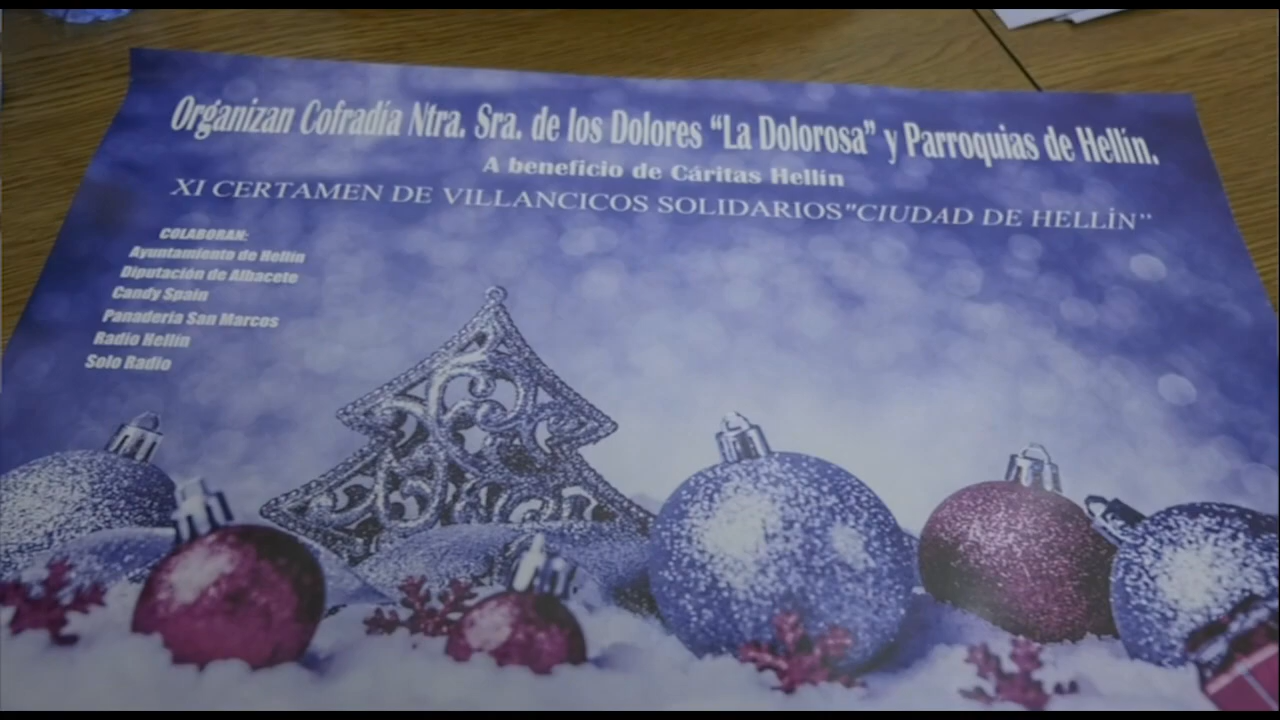 Organizan Cofradía Ntra. Sra. de los Dolores “La Dolorosa” y Parroquias de Hellín.
A beneficio de Cáritas Hellín
XI CERTAMEN DE VILLANCICOS SOLIDARIOS "CIUDAD DE HELLÍN"
COLABORAN:
Ayuntamiento de Hellín
Diputación de Albacete
Candy Spain
Panaderia San Marcos
Radio Hellín
Solo Radio